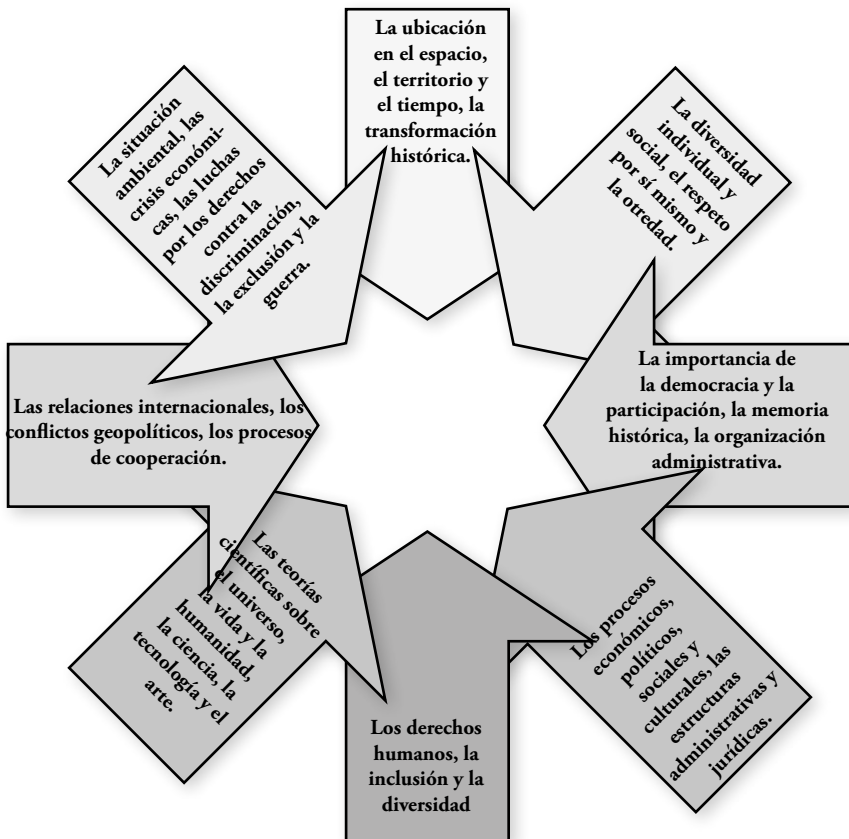 La ubicación
en el espacio,
el territorio y
el tiempo, la
transformación
histórica.
La diversidad
individual y
social, el respeto
por sí mismo y
la otredad.
La importancia de
la democracia y la
participación, la memoria
histórica, la organización
administrativa.
Los procesos
económicos,
políticos,
sociales y
culturales, las
estructuras
administrativas y
jurídicas.
Los derechos
humanos, la
inclusión y la
diversidad
Las teorías
científicas sobre
el universo,
la vida y la
humanidad,
la ciencia, la
tecnología y el
arte.
Las relaciones internacionales, los
conflictos geopolíticos, los procesos
de cooperación.
La situación
ambiental, las
crisis económi-
cas, las luchas
por los derechos
contra la
discriminación,
la exclusión y la
guerra.